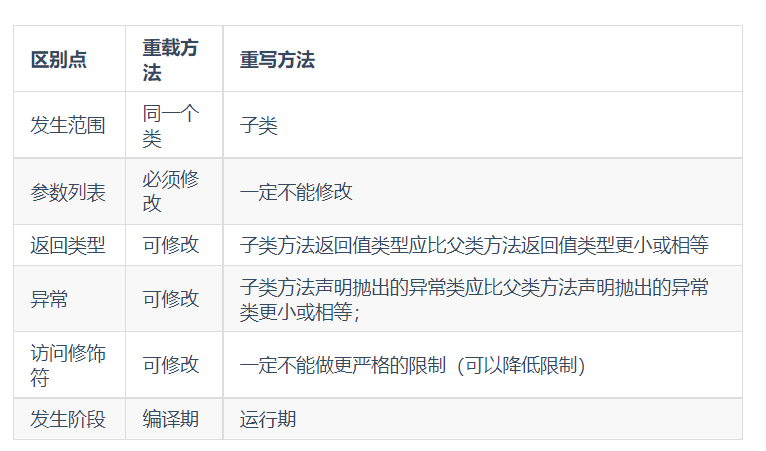 区别点
重载方
法
重写方法
发生范围
同一个
类
子类
参数列表
必须修
改
一定不能修改
返回类型
可修改
子类方法返回值类型应比父类方法返回值类型更小或相等
异常
可修改
子类方法声明抛出的异常类应比父类方法声明抛出的异常
类更小或相等；
访问修饰
符
可修改
一定不能做更严格的限制（可以降低限制）
发生阶段
编译期
运行期